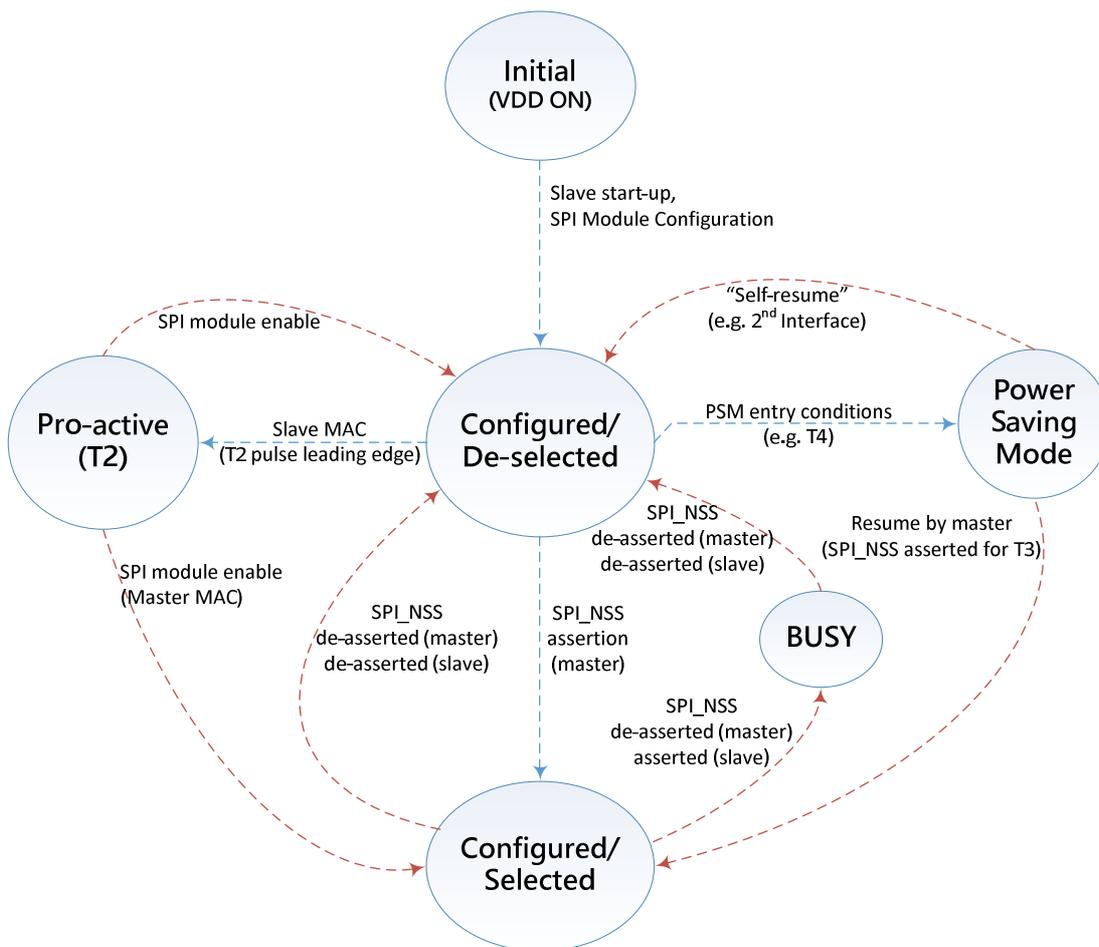 Initial
(VDD ON)
Slave start-up,
SPI Module Configuration
“Self-resume”
(e.g. 2nd Interface)
SPI module enable
Pro-active
(T2)
Slave MAC
(T2 pulse leading edge)
Configured/
De-selected
PSM entry conditions
(e.g. T4)
Power
Saving
Mode
SPI_NSS
de-asserted (master)
de-asserted (slave)
Resume by master
(SPI_NSS asserted for T3)
SPI module enable
(Master MAC)
SPI_NSS
de-asserted (master)
de-asserted (slave)
SPI_NSS
assertion
(master)
BUSY
SPI_NSS
de-asserted (master)
asserted (slave)
Configured/
Selected